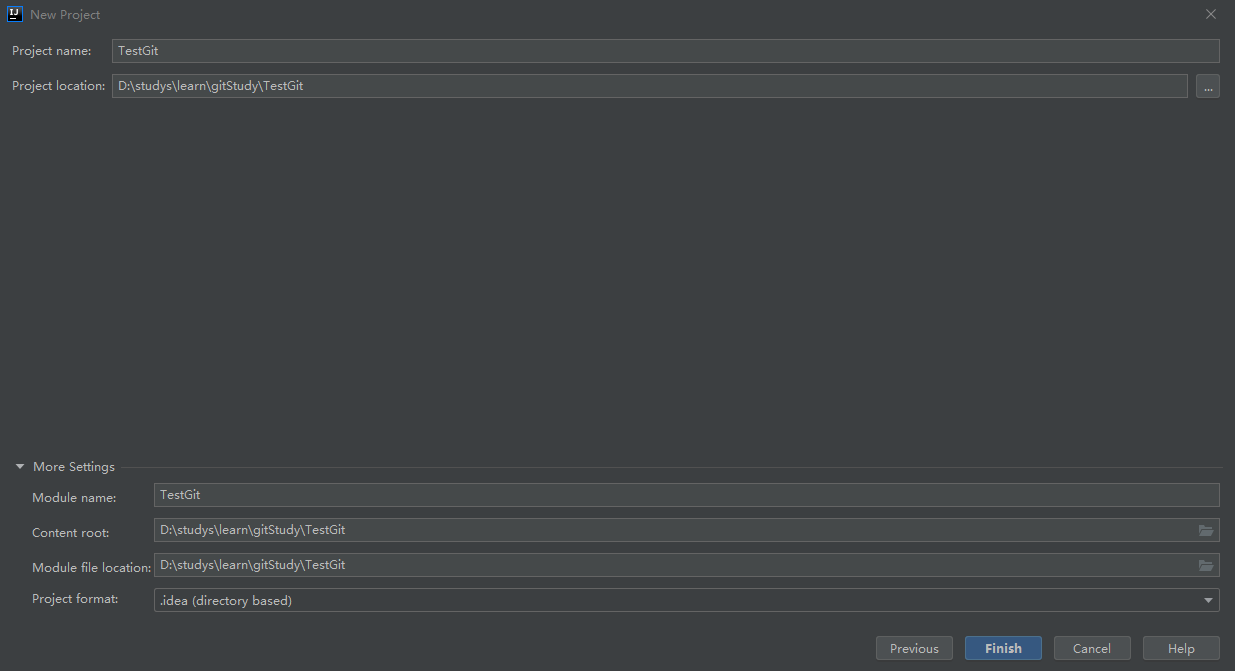 IJ New Project
Project name: TestGit
Project location: D:\studys\learn\gitStudy\TestGit ...
More Settings
Module name: TestGit
Content root: D:\studys\learn\gitStudy\TestGit
Module file location: D:\studys\learn\gitStudy\TestGit
Project format: .idea (directory based)
Previous Finish Cancel Help